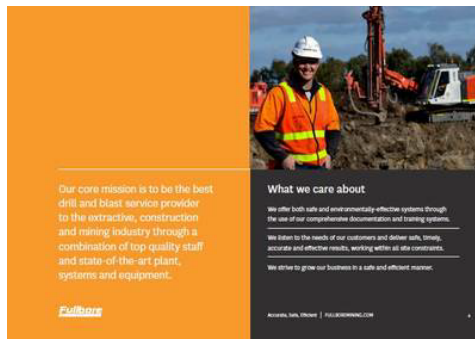 Our core mission is to be the best
drill and blast service provider
to the extractive, construction
and mining industry through a
combination of top quality staff
and state-of-the-art plant,
systems and equipment.
Fullbore
What we care about
We offer both safe and environmentally-effective systems through
the use of our comprehensive documentation and training systems.
We listen to the needs of our customers and deliver safe, timely,
accurate and effective results, working within all site constraints.
We strive to grow our business in a safe and efficient manner.
Accurate, Safe, Efficient | FULLBOREMINING.COM